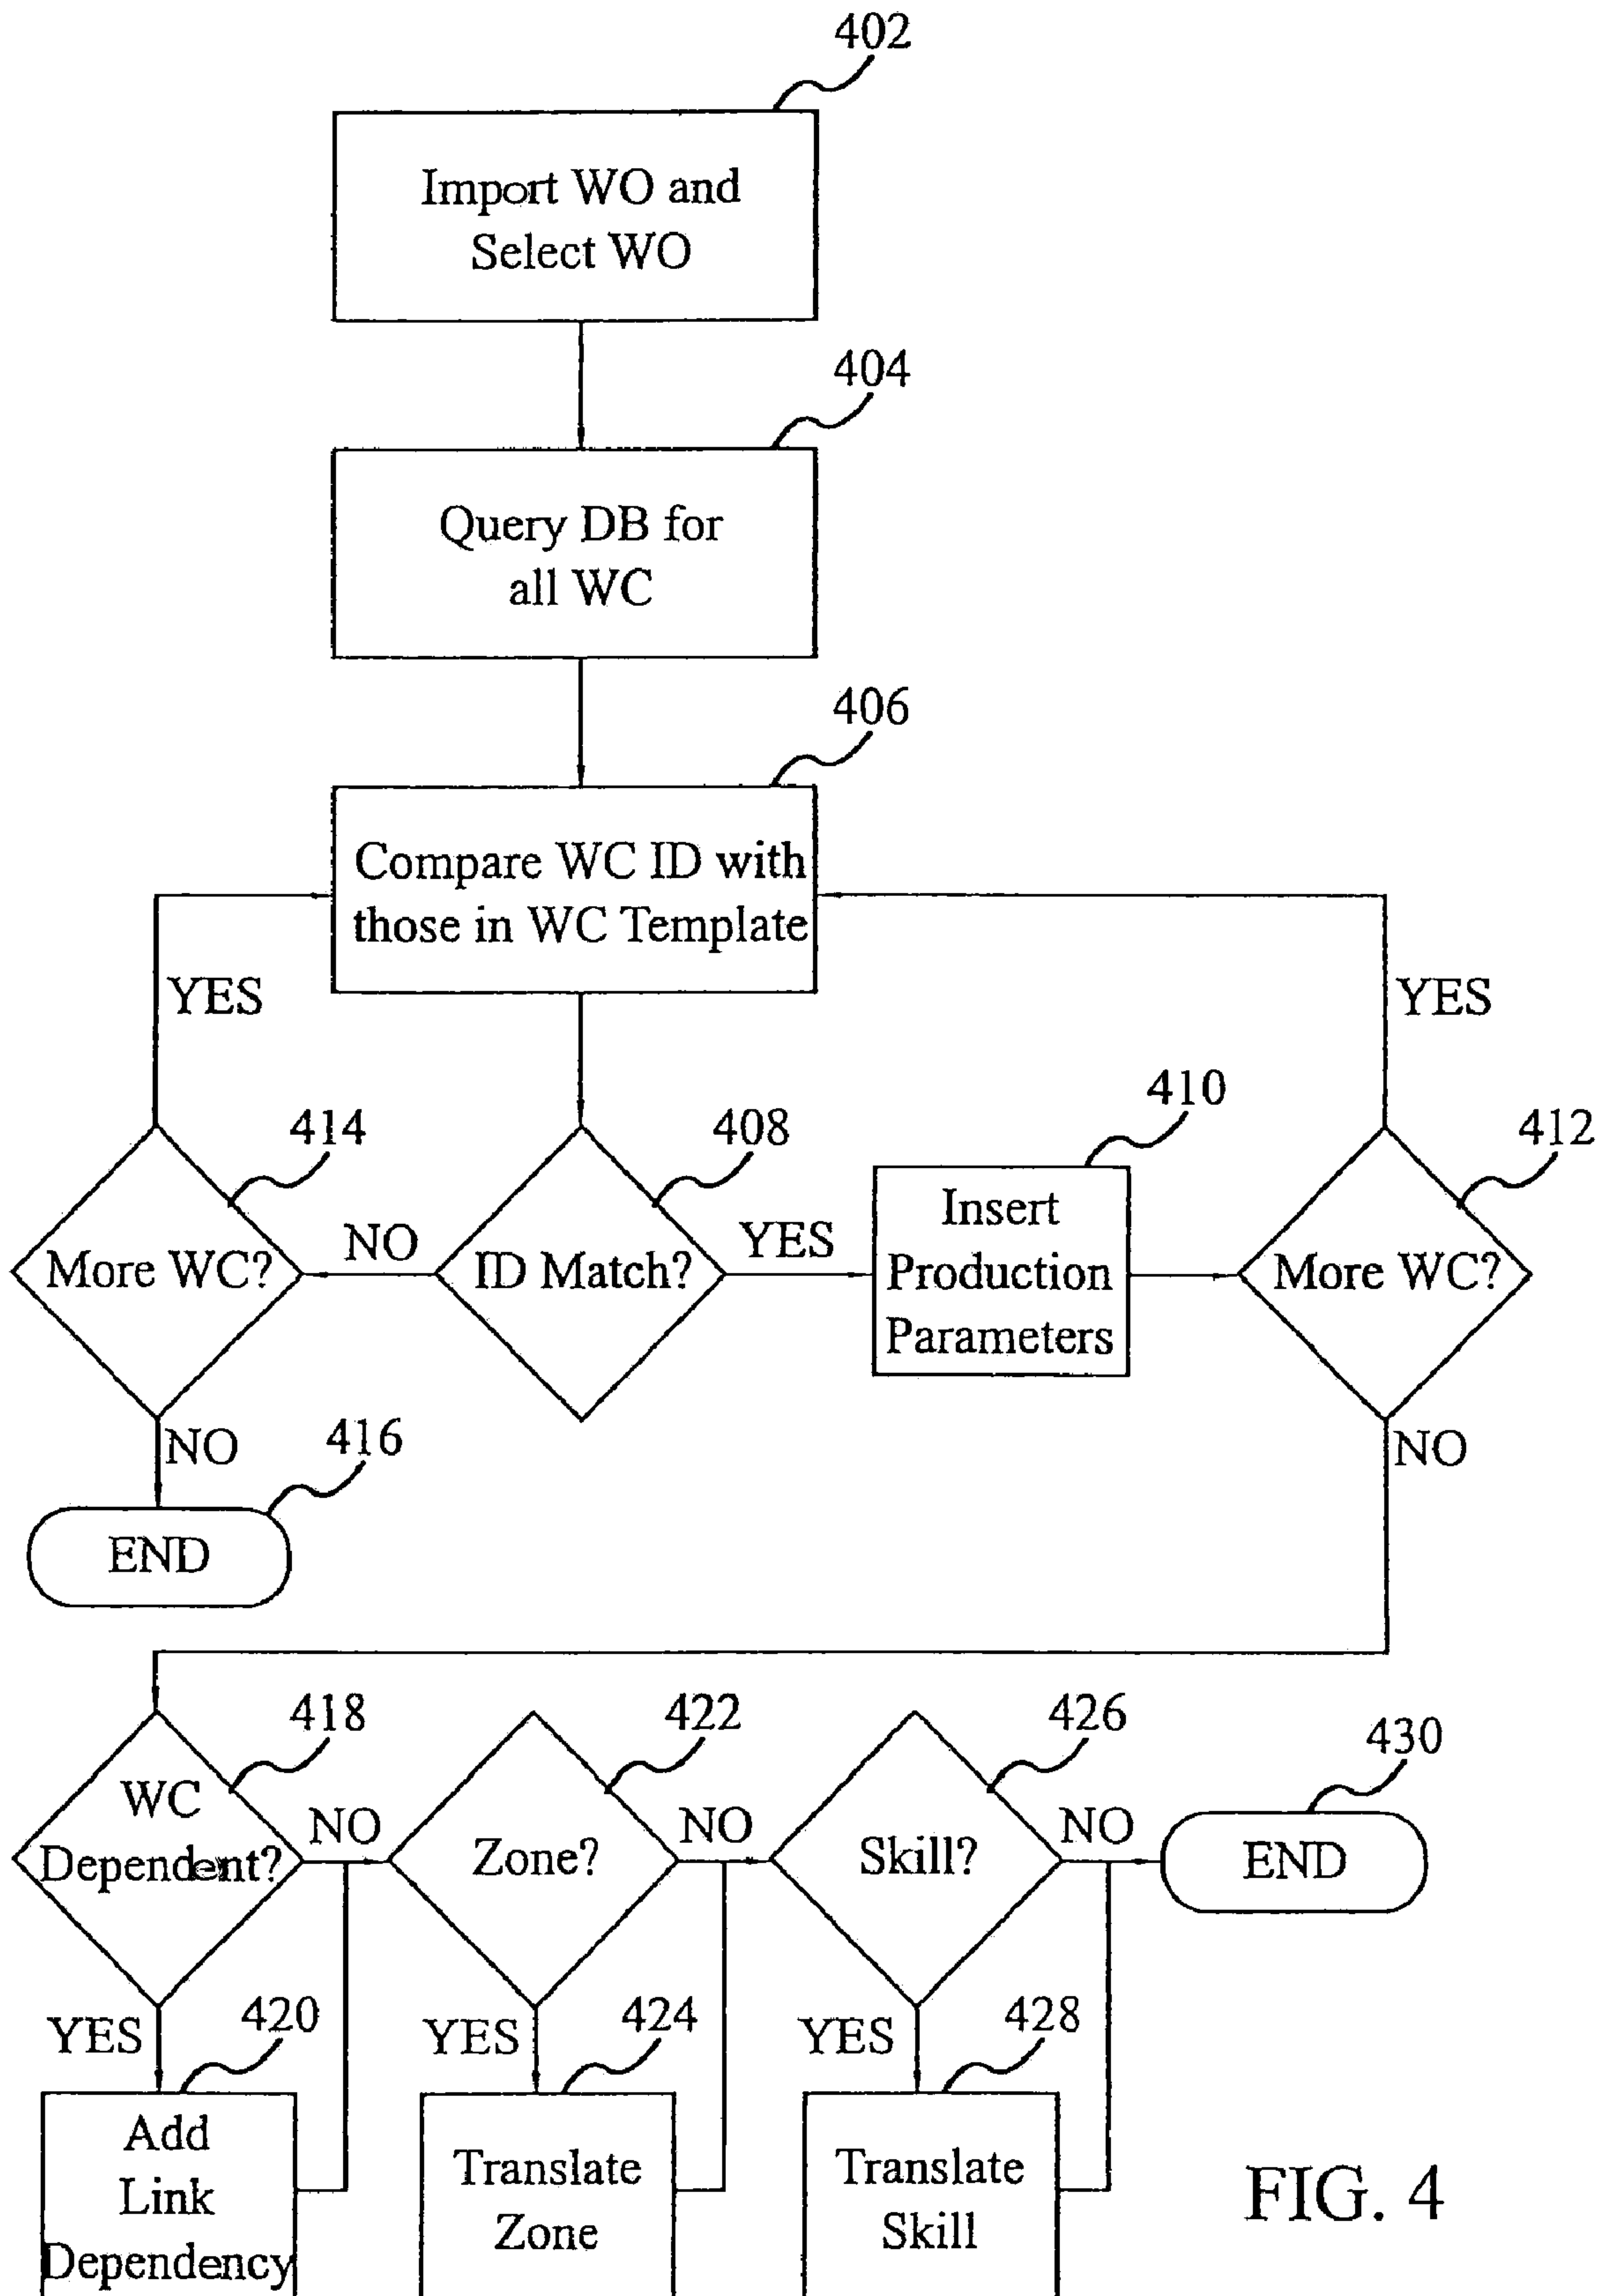 402
Import WO and
Select WO
404
Query DB for
all WC
406
Compare WC ID with
those in WC Template
YES
YES
410
414
408
412
More WC?
NO
ID Match?
YES
Insert
Production
Parameters
More WC?
NO
416
NO
END
418
422
426
430
WC
Dependent?
NO
Zone?
NO
Skill?
NO
END
YES
420
YES
424
YES
428
Add
Link
Dependency
Translate
Zone
Translate
Skill
FIG. 4